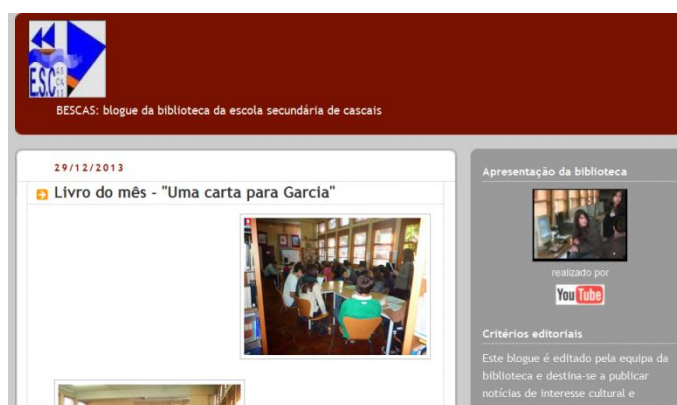 E.S.C.
BESCAS: blogue da biblioteca da escola secundária de cascais
29/12/2013
Livro do mês - "Uma carta para Garcia"
Apresentação da biblioteca
realizado por
YouTube
Critérios editoriais
Este blogue é editado pela equipa da
biblioteca e destina-se a publicar
notícias de interesse cultural e